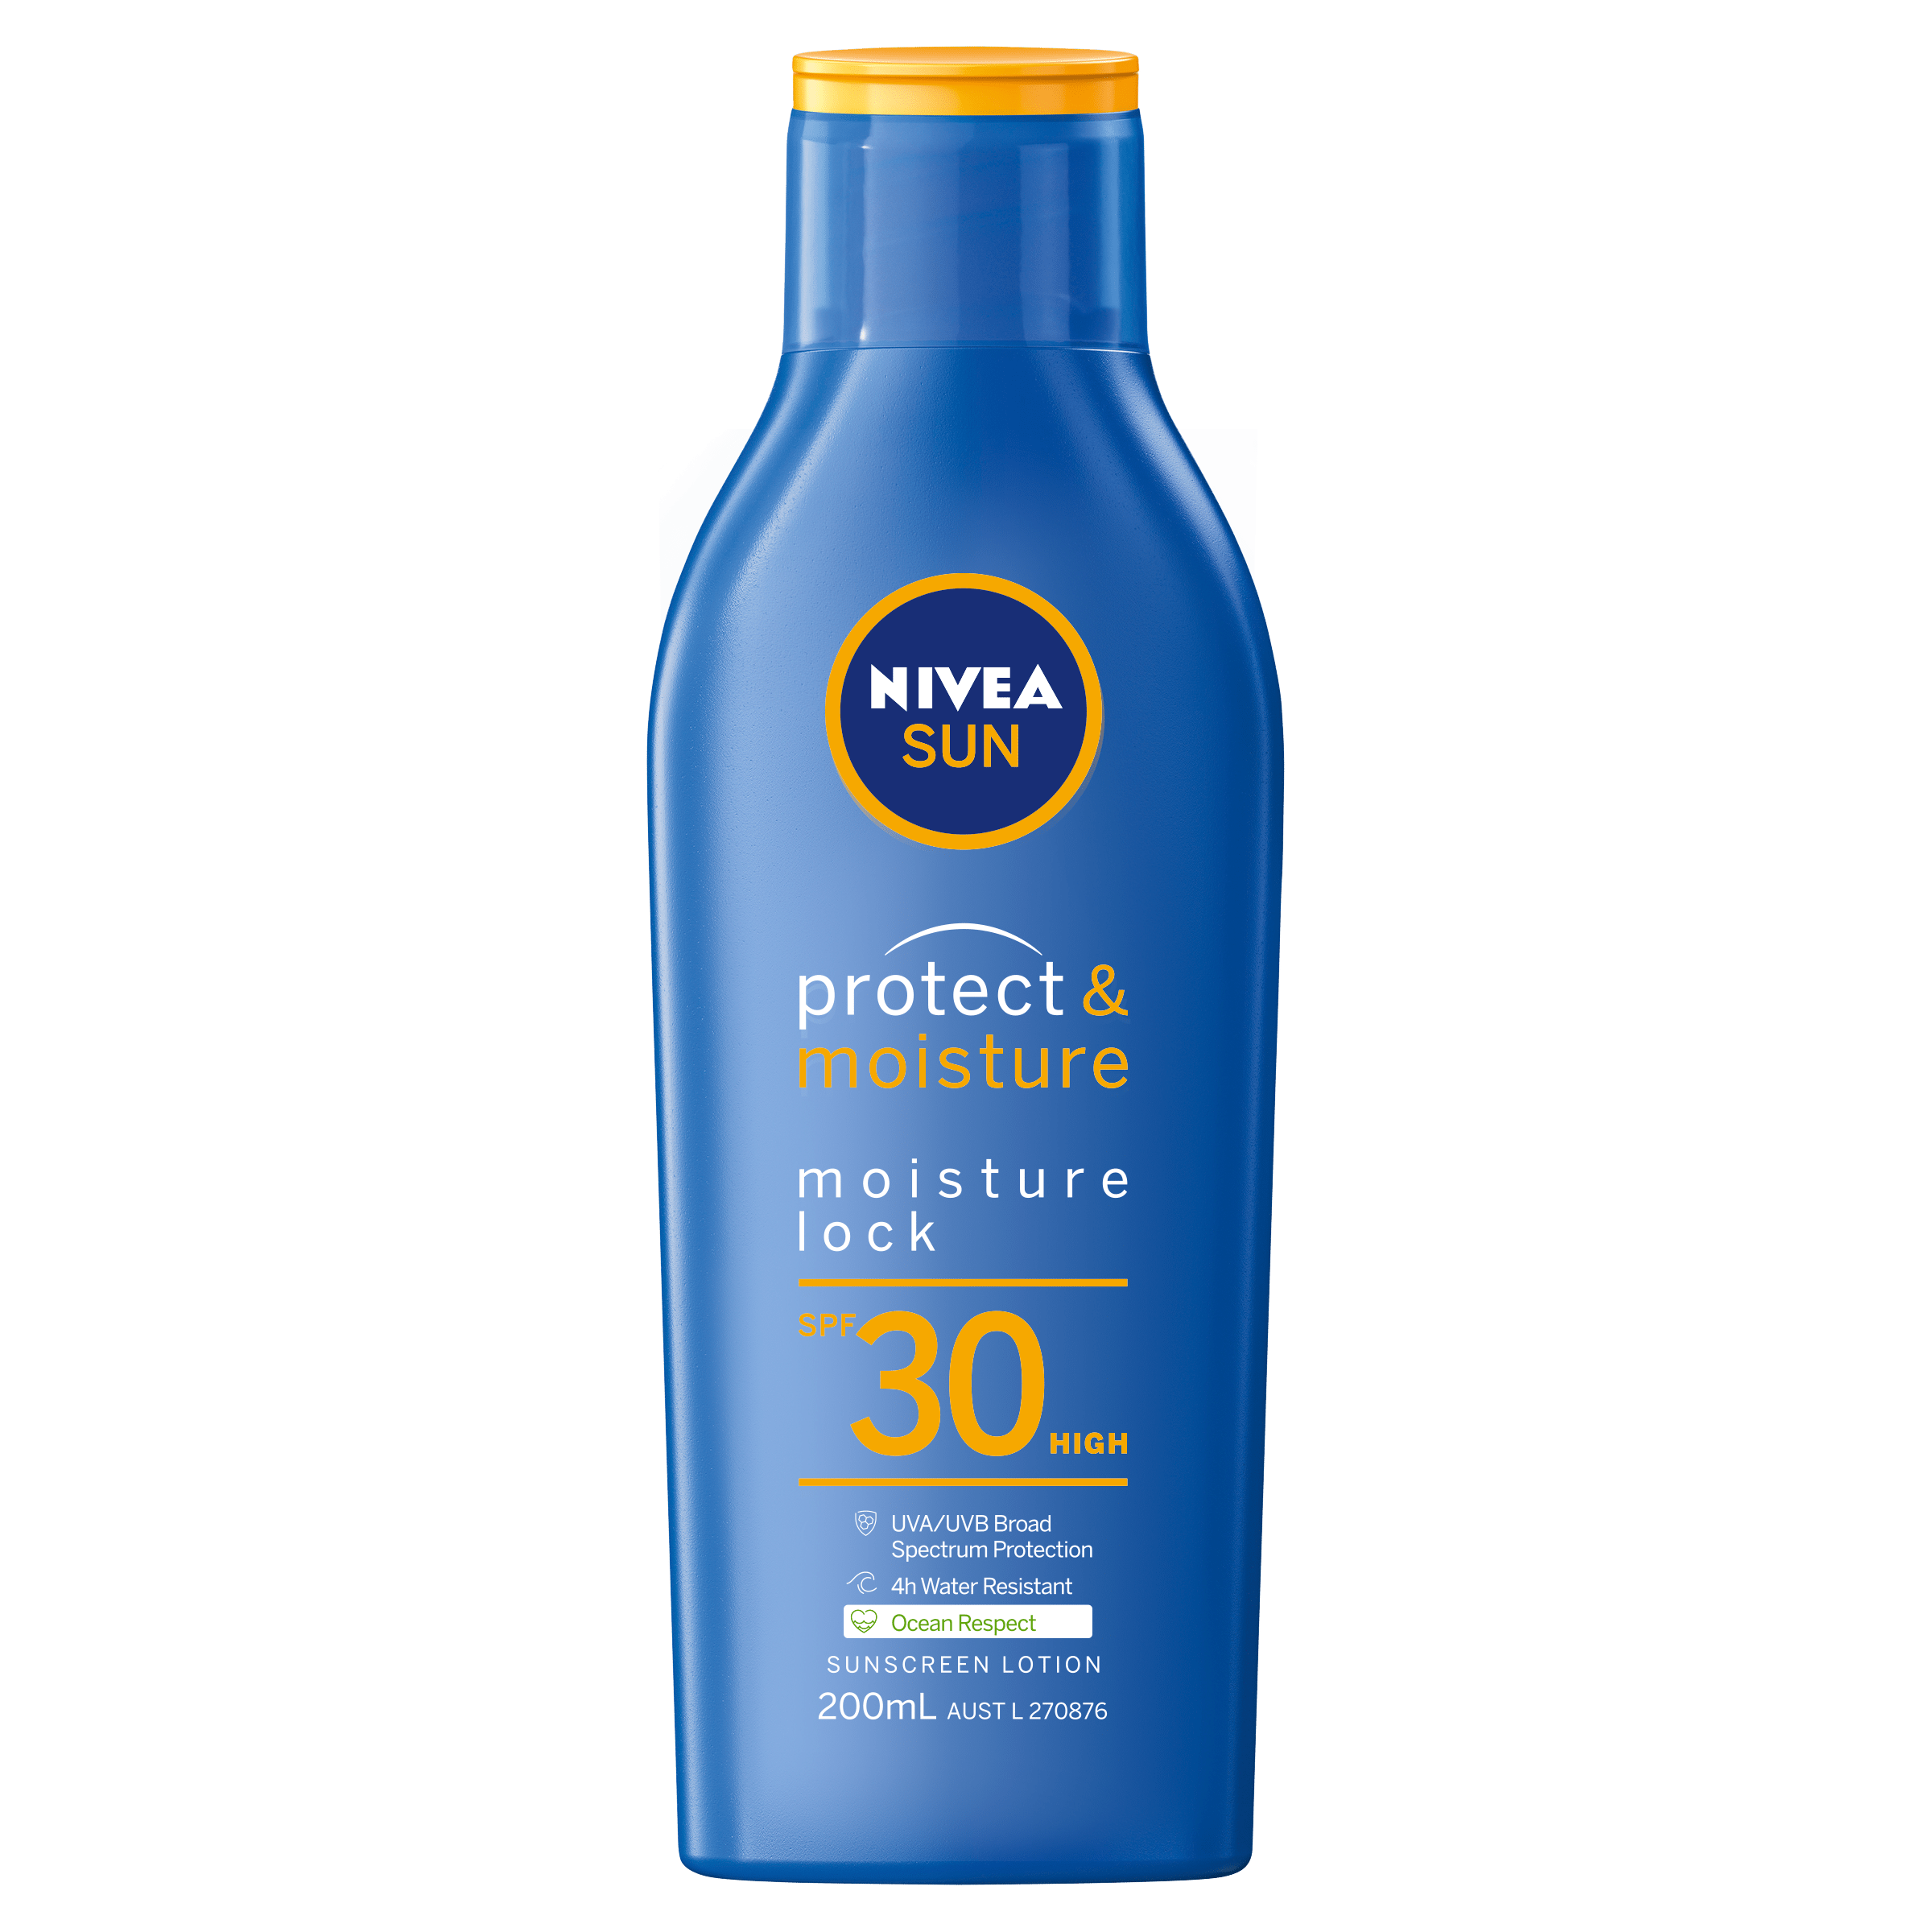 NIVEA
SUN
protect &
moisture
moisture
lock
SPF 30 HIGH
UVA/UVB Broad
Spectrum Protection
4h Water Resistant
Ocean Respect
SUNSCREEN LOTION
200mL AUST L 270876